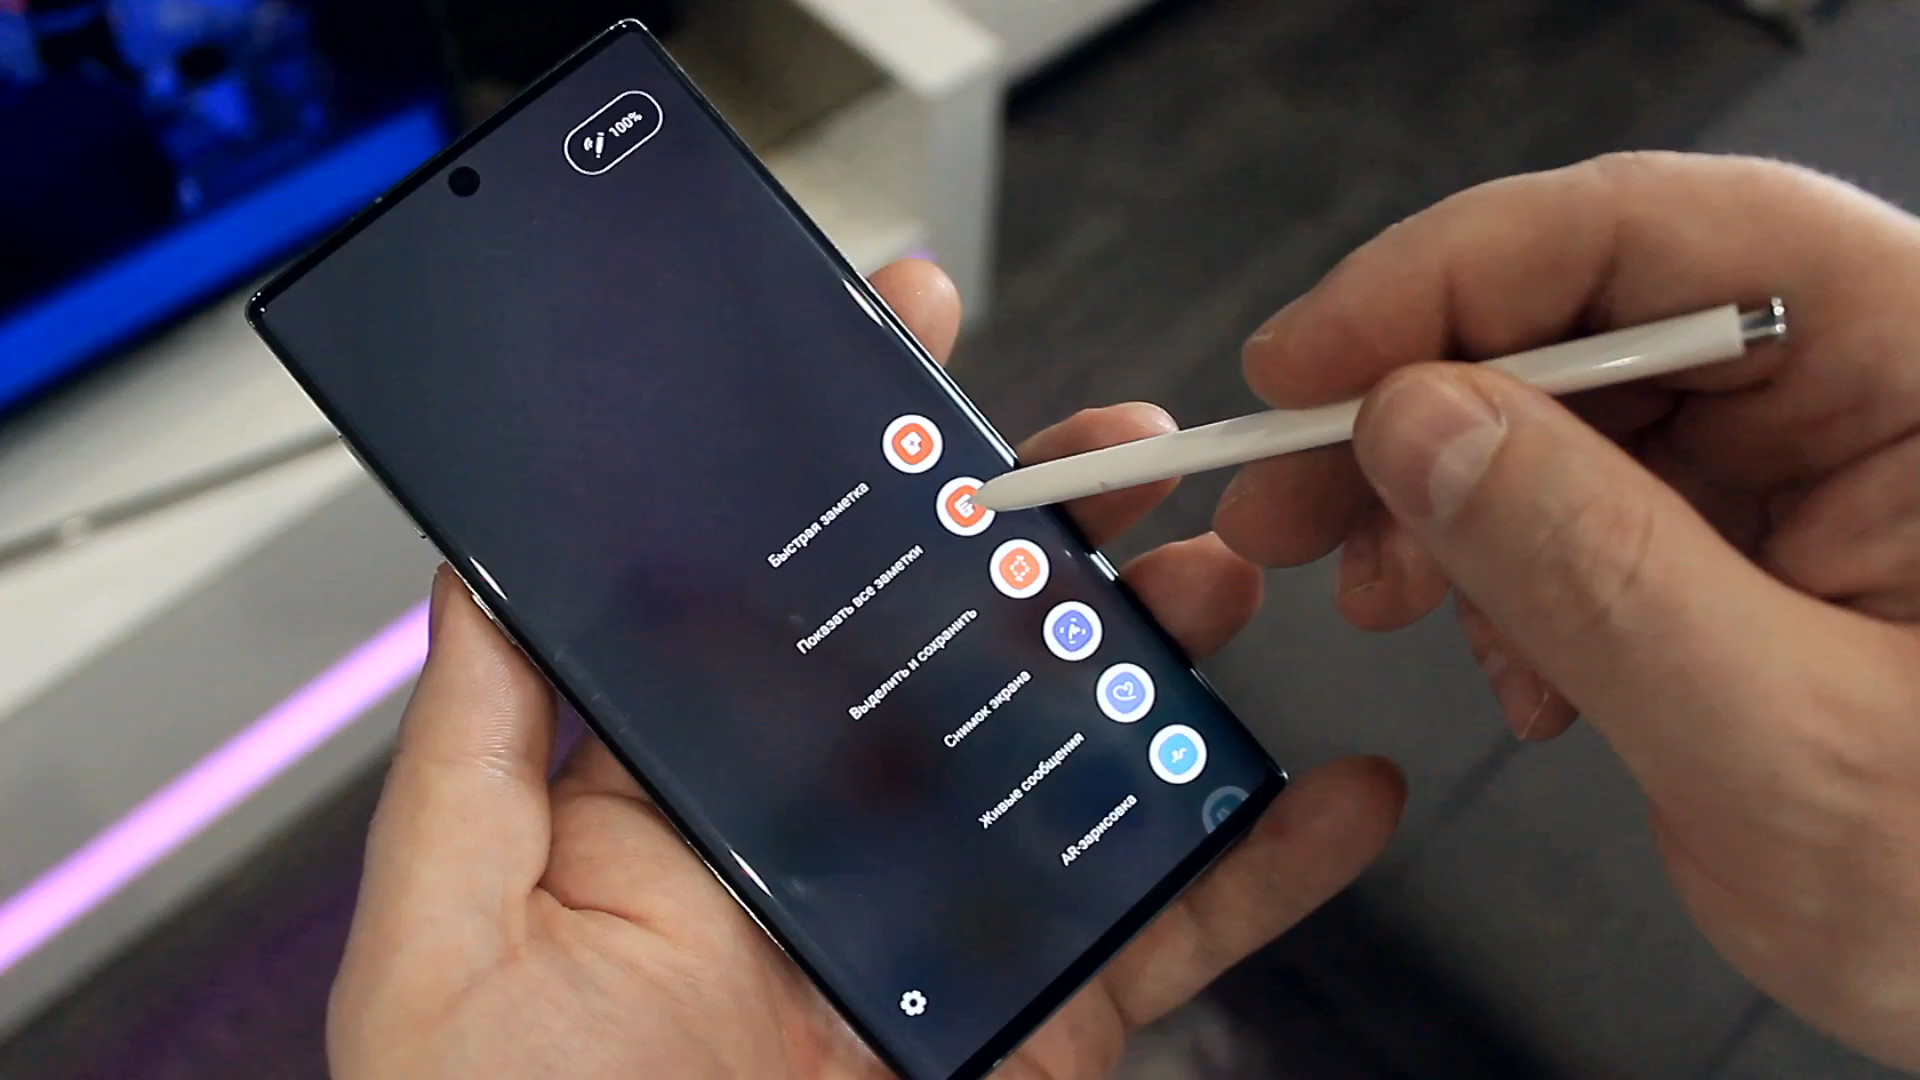 100%
Быстрая заметка
Показать все заметки
Выделить и сохранить
Снимок экрана
Живые сообщения
AR-зарисовка